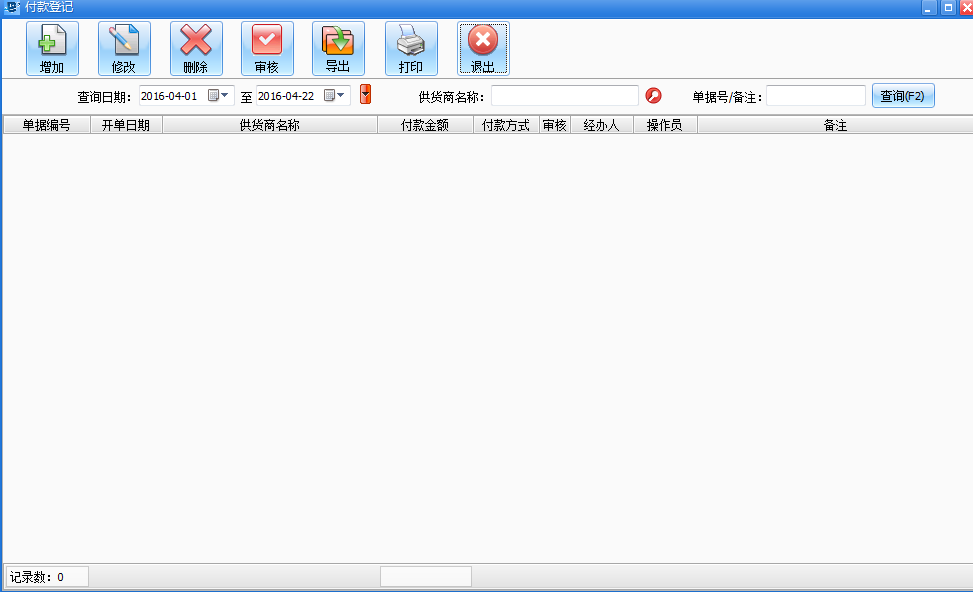 付款登记
增加 修改 删除 审核 导出 打印 退出
查询日期: 2016-04-01 至 2016-04-22 供货商名称: 单据号/备注: 查询(F2)
单据编号 开单日期 供货商名称 付款金额 付款方式 审核 经办人 操作员 备注
记录数: 0